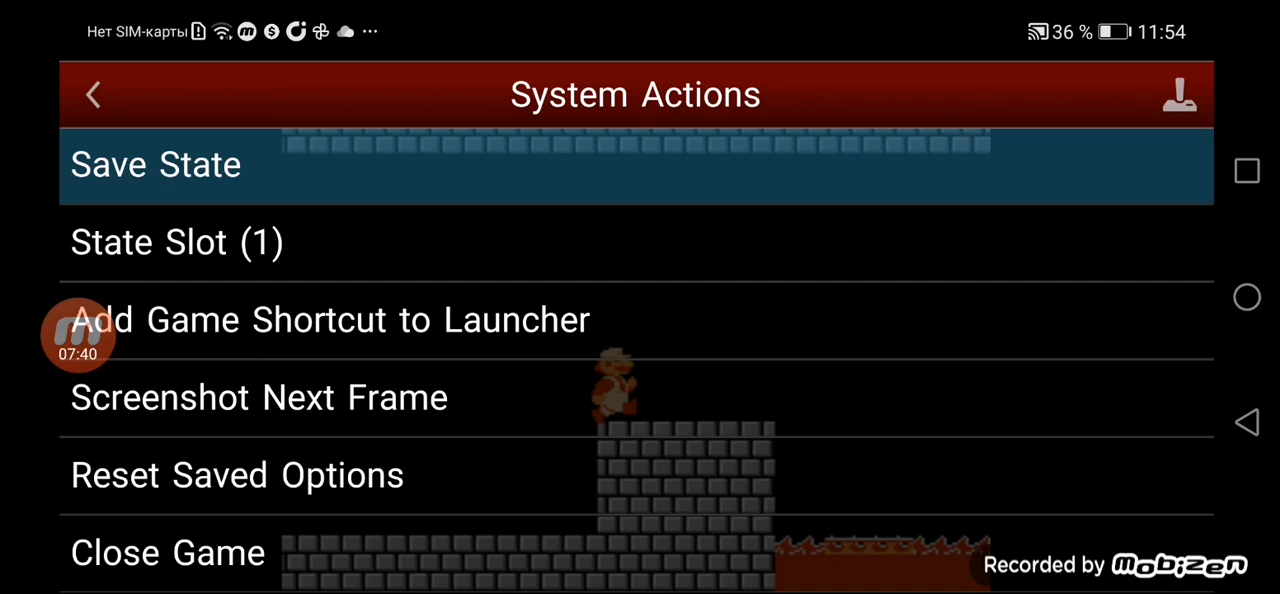 Нет SIM-карты
36 % 11:54
System Actions
Save State
State Slot (1)
Add Game Shortcut to Launcher
07:40
Screenshot Next Frame
Reset Saved Options
Close Game
Recorded by mobizen